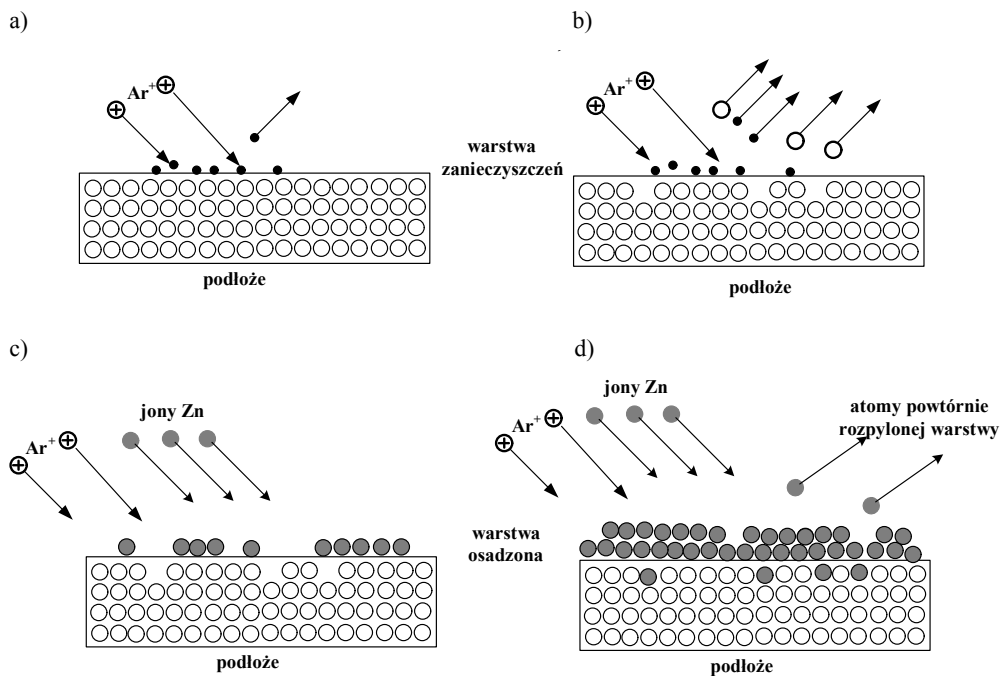 a)
b)
Ar+
Ar+
warstwa
zanieczyszczeń
podłoże
podłoże
c)
d)
jony Zn
jony Zn
Ar+
Ar+
atomy powtórnie
rozpylonej warstwy
warstwa
osadzona
podłoże
podłoże